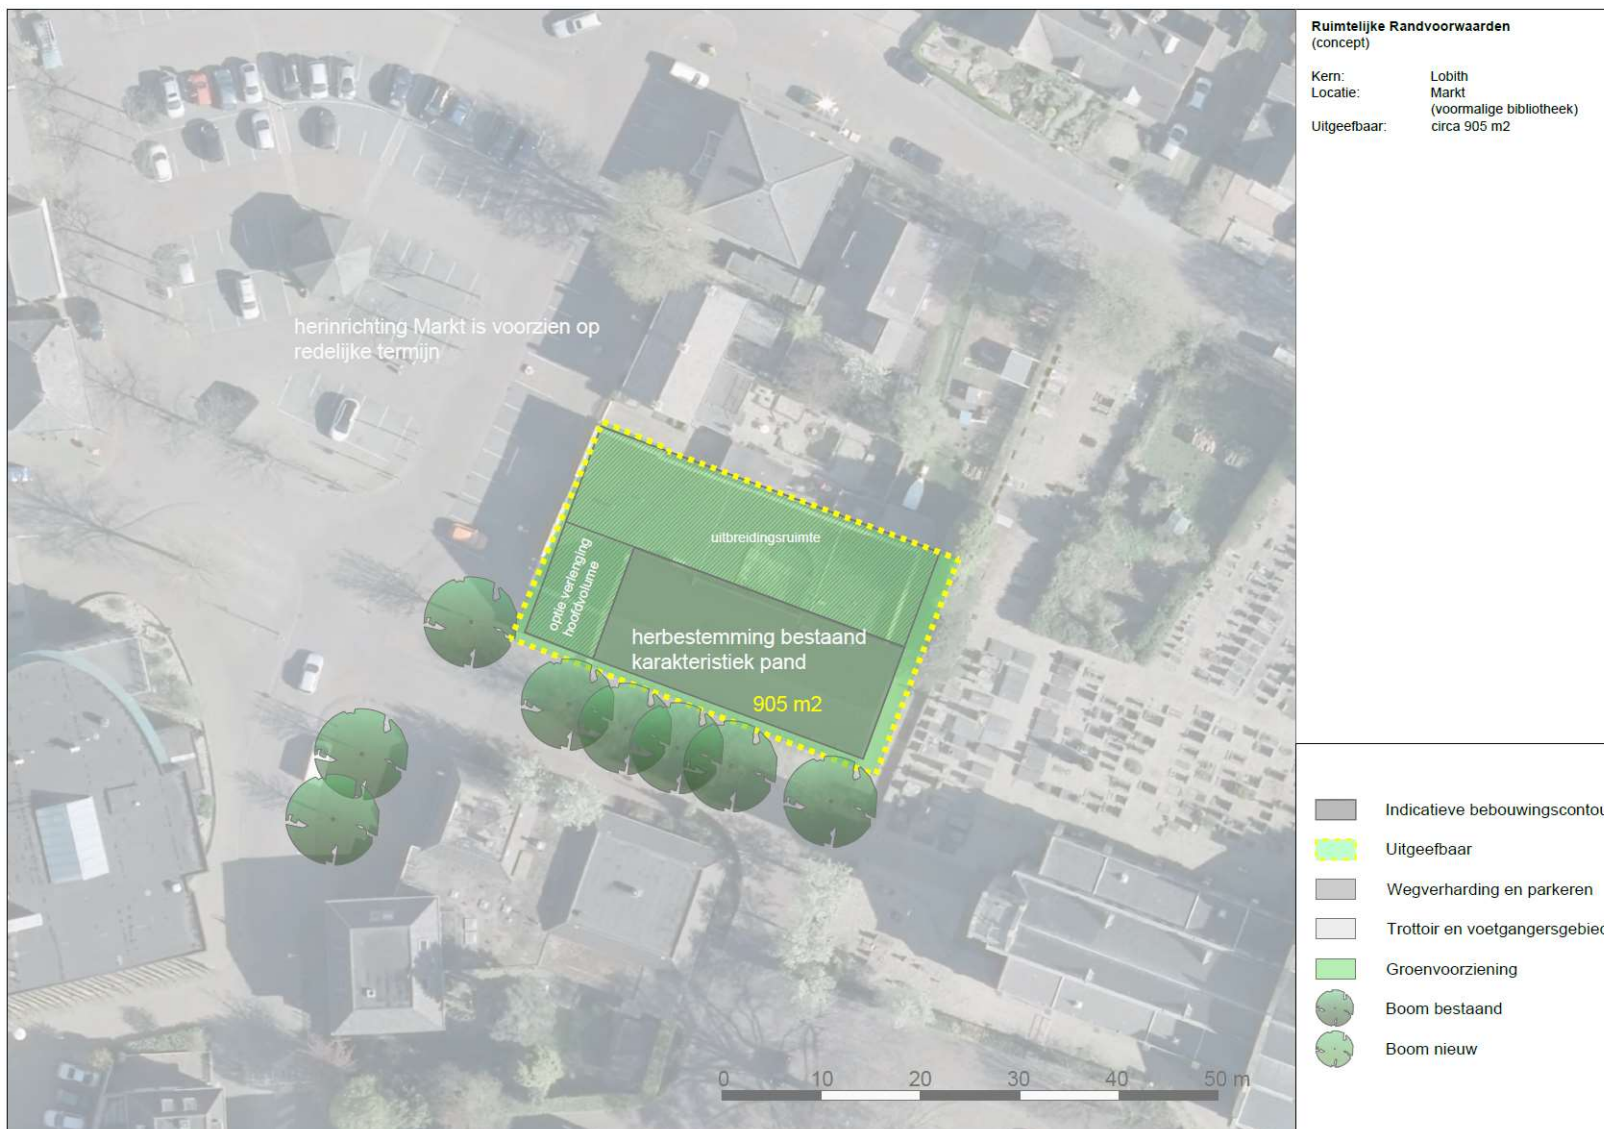 Ruimtelijke Randvoorwaarden
(concept)
Kern: Lobith
Locatie: Markt
(voormalige bibliotheek)
Uitgeefbaar: circa 905 m2
herinrichting Markt is voorzien op
redelijke termijn
uitbreidingsruimte
optie verlenging
hoofdvolume
herbestemming bestaand
karakteristiek pand
905 m2
Indicatieve bebouwingscontou
Uitgeefbaar
Wegverharding en parkeren
Trottoir en voetgangersgebied
Groenvoorziening
Boom bestaand
Boom nieuw
0 10 20 30 40 50 m